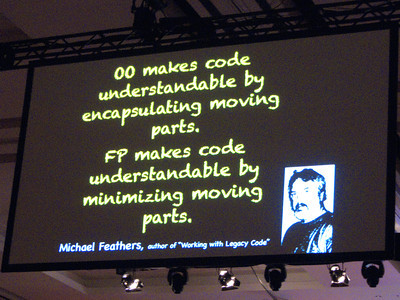 OO makes code
understandable by
encapsulating moving
parts.
FP makes code
understandable by
minimizing moving
parts.
Michael Feathers, author of "Working with Legacy Code"